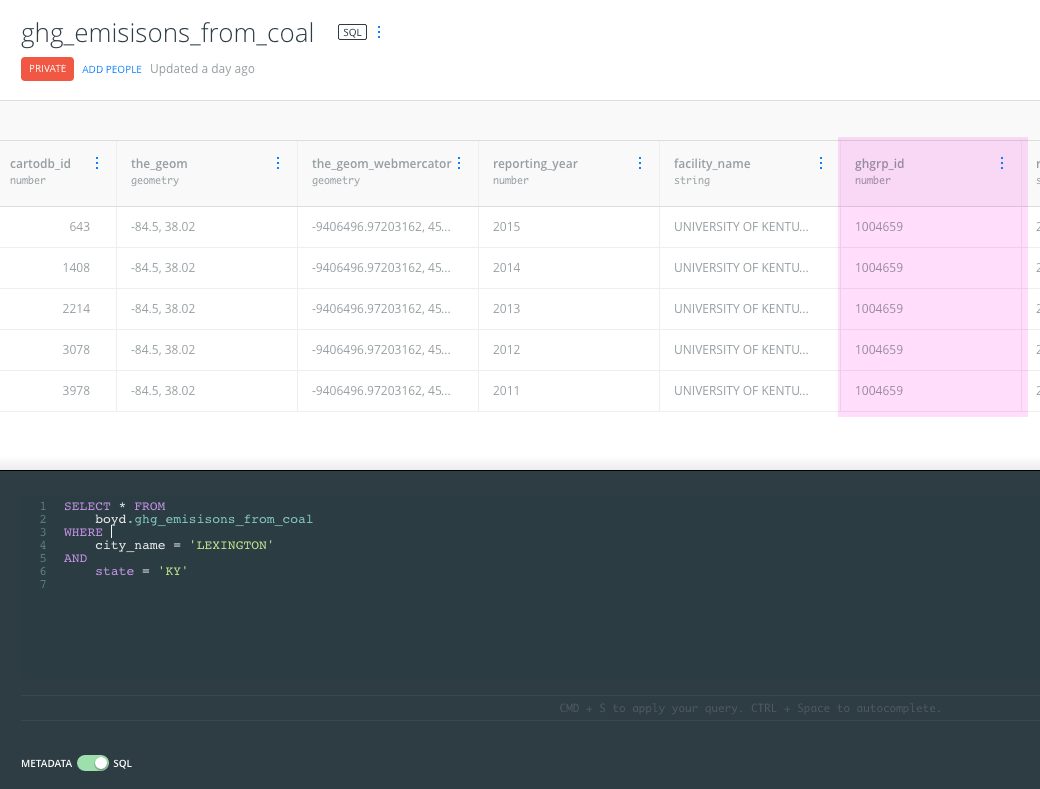 ghg_emisisons_from_coal SQL
PRIVATE ADD PEOPLE Updated a day ago
cartodb_id the_geom the_geom_webmercator reporting_year facility_name ghgrp_id
number geometry geometry number string number
643 -84.5, 38.02 -9406496.97203162, 45... 2015 UNIVERSITY OF KENTU... 1004659
1408 -84.5, 38.02 -9406496.97203162, 45... 2014 UNIVERSITY OF KENTU... 1004659
2214 -84.5, 38.02 -9406496.97203162, 45... 2013 UNIVERSITY OF KENTU... 1004659
3078 -84.5, 38.02 -9406496.97203162, 45... 2012 UNIVERSITY OF KENTU... 1004659
3978 -84.5, 38.02 -9406496.97203162, 45... 2011 UNIVERSITY OF KENTU... 1004659
1 SELECT * FROM
2 boyd.ghg_emisisons_from_coal
3 WHERE
4 city_name = 'LEXINGTON'
5 AND
6 state = 'KY'
7
CMD + S to apply your query. CTRL + Space to autocomplete.
METADATA SQL